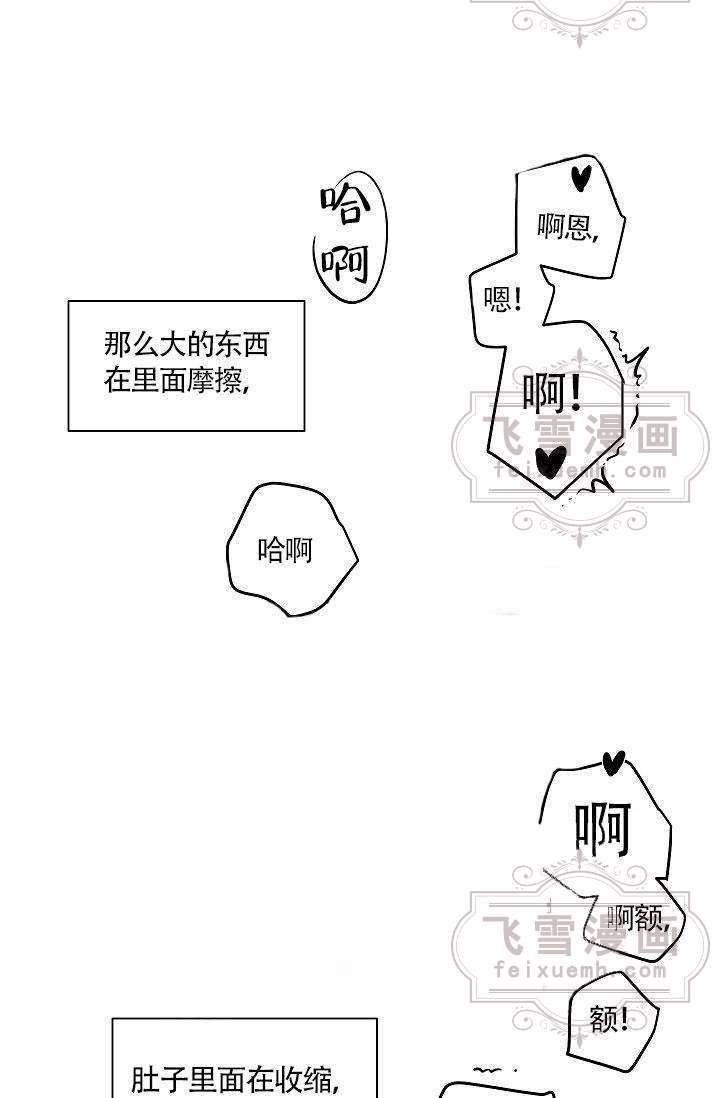 哈
啊
啊恩,
嗯!
那么大的东西
在里面摩擦,
啊!
飞雪漫画
feixuemh.com
哈啊
啊
啊额,
飞雪漫画
feixuemh.com
额!
肚子里面在收缩,